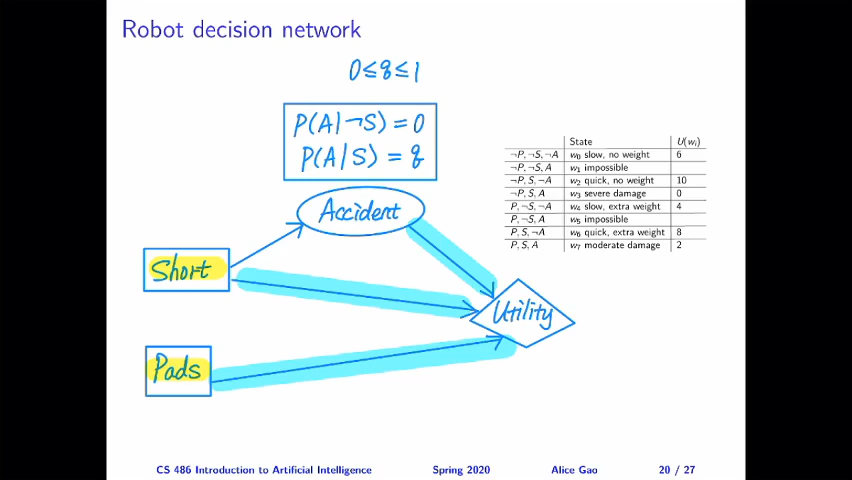 Robot decision network
0≤q≤1
P(A|¬S)=0
P(A|S)=q
State U(wᵢ)
¬P, ¬S, ¬A w₀ slow, no weight 6
¬P, ¬S, A w₁ impossible
¬P, S, ¬A w₂ quick, no weight 10
¬P, S, A w₃ severe damage 0
P, ¬S, ¬A w₄ slow, extra weight 4
P, ¬S, A w₅ impossible
P, S, ¬A w₆ quick, extra weight 8
P, S, A w₇ moderate damage 2
Accident
Short
Utility
Pads
CS 486 Introduction to Artificial Intelligence Spring 2020 Alice Gao 20 / 27